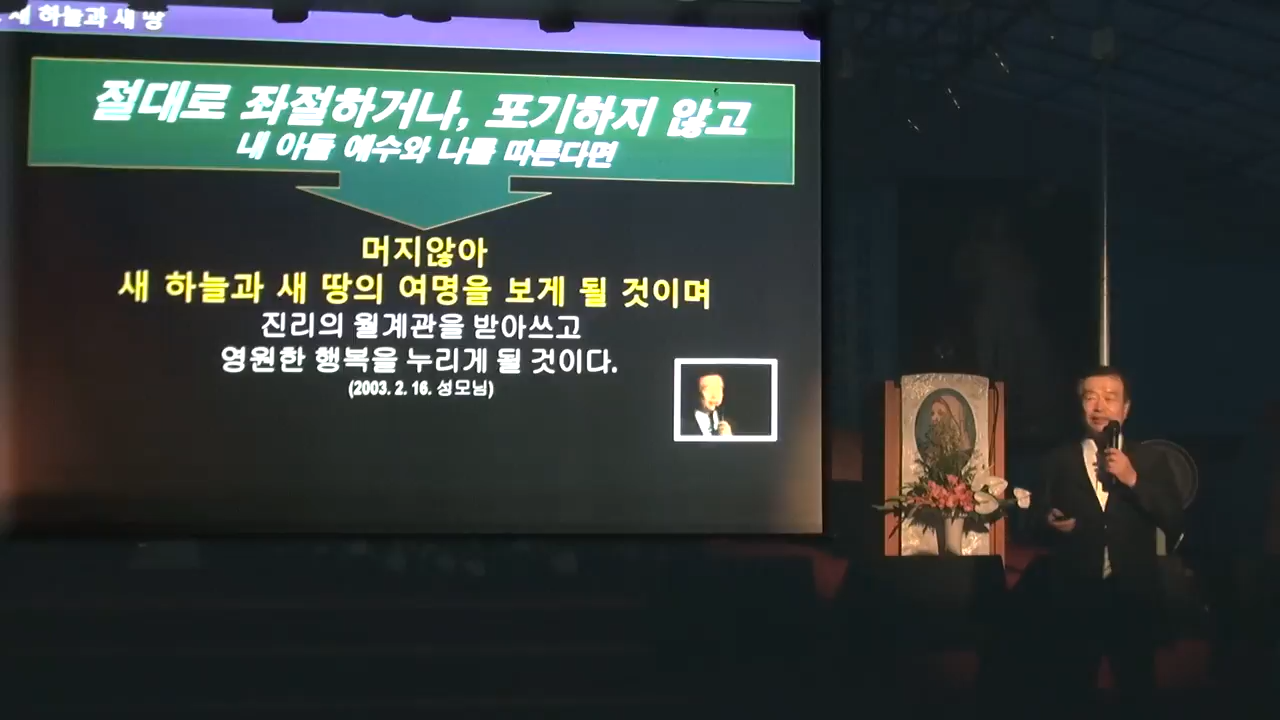 새 하늘과 새 땅
절대로 좌절하거나, 포기하지 않고
내 아들 예수와 나를 따른다면
머지않아
새 하늘과 새 땅의 여명을 보게 될 것이며
진리의 월계관을 받아쓰고
영원한 행복을 누리게 될 것이다.
(2003. 2. 16. 성모님)